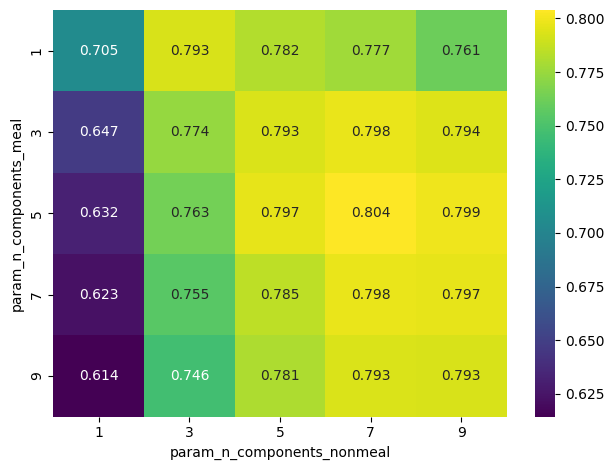 param_n_components_meal
1 0.705 0.793 0.782 0.777 0.761
3 0.647 0.774 0.793 0.798 0.794
5 0.632 0.763 0.797 0.804 0.799
7 0.623 0.755 0.785 0.798 0.797
9 0.614 0.746 0.781 0.793 0.793
1 3 5 7 9
param_n_components_nonmeal
0.800
0.775
0.750
0.725
0.700
0.675
0.650
0.625